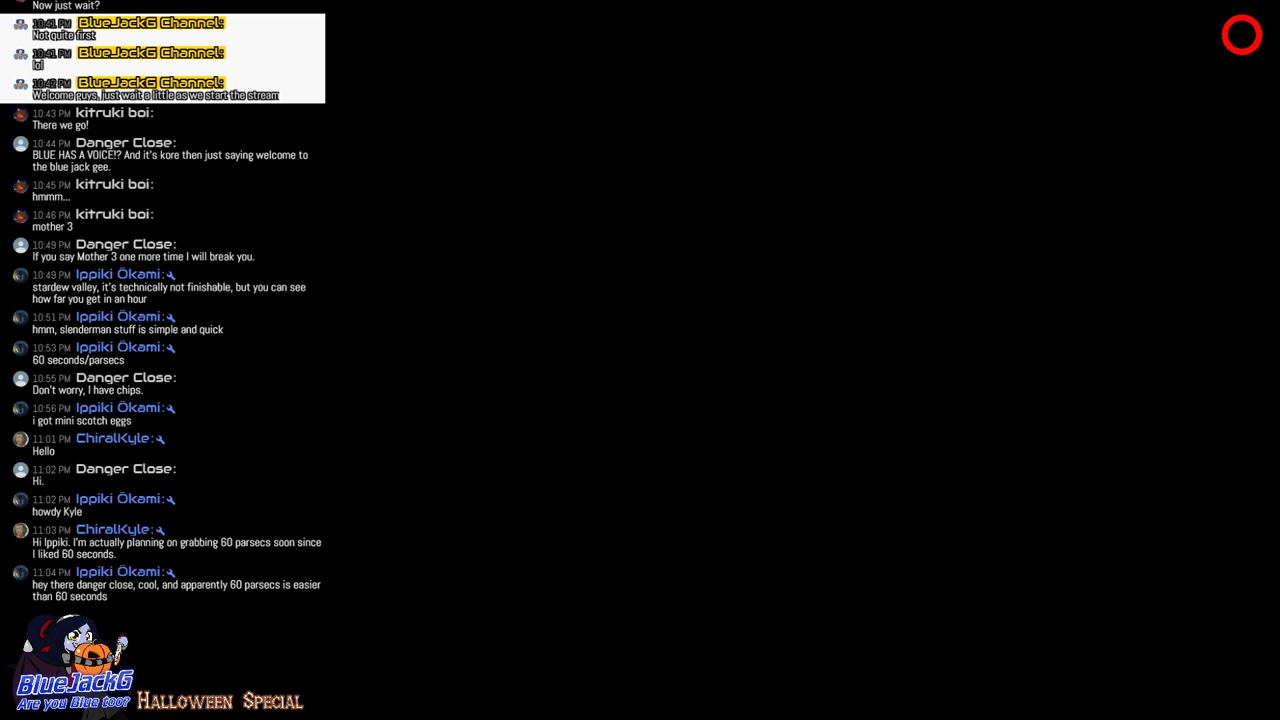 Now just wait?
10:41 PM BlueJackG Channel:
Not quite first
10:41 PM BlueJackG Channel:
lol
10:42 PM BlueJackG Channel:
Welcome guys, just wait a little as we start the stream
10:43 PM kitruki boi:
There we go!
10:44 PM Danger Close:
BLUE HAS A VOICE!? And it's kore then just saying welcome to
the blue jack gee.
10:45 PM kitruki boi:
hmmm...
10:46 PM kitruki boi:
mother 3
10:49 PM Danger Close:
If you say Mother 3 one more time I will break you.
10:49 PM Ippiki Ōkami:
stardew valley, it's technically not finishable, but you can see
how far you get in an hour
10:51 PM Ippiki Ōkami:
hmm, slenderman stuff is simple and quick
10:53 PM Ippiki Ōkami:
60 seconds/parsecs
10:55 PM Danger Close:
Don't worry, I have chips.
10:56 PM Ippiki Ōkami:
i got mini scotch eggs
11:01 PM ChiralKyle:
Hello
11:02 PM Danger Close:
Hi.
11:02 PM Ippiki Ōkami:
howdy Kyle
11:03 PM ChiralKyle:
Hi Ippiki. I'm actually planning on grabbing 60 parsecs soon since
I liked 60 seconds.
11:04 PM Ippiki Ōkami:
hey there danger close, cool, and apparently 60 parsecs is easier
than 60 seconds
BlueJackG
Are you Blue too?
Halloween Special